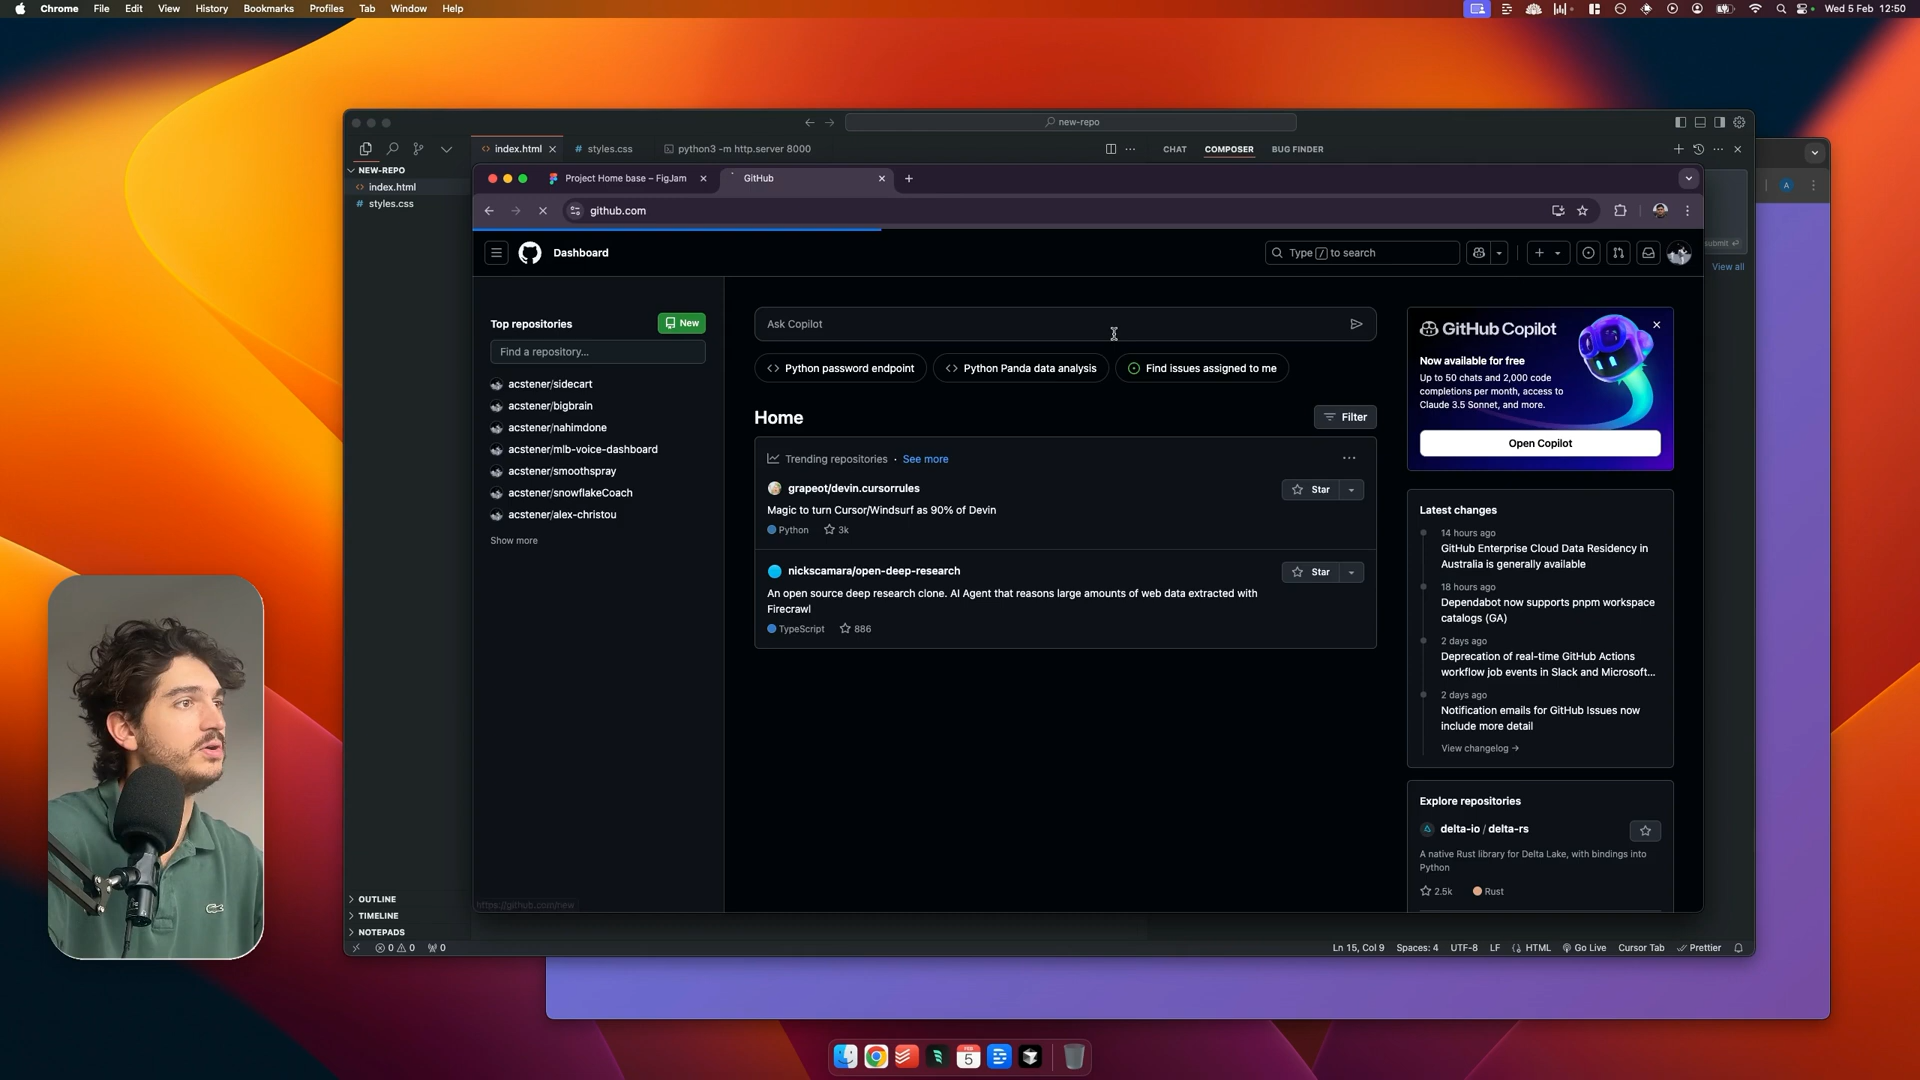 Chrome File Edit View History Bookmarks Profiles Tab Window Help
Wed 5 Feb 12:50
new-repo
index.html
styles.css
python3 -m http.server 8000
CHAT COMPOSER BUG FINDER
NEW-REPO
index.html
styles.css
Project Home base – FigJam
GitHub
github.com
A
Dashboard
Type / to search
submit
View all
Top repositories
New
Find a repository...
acstener/sidecart
acstener/bigbrain
acstener/nahimdone
acstener/mlb-voice-dashboard
acstener/smoothspray
acstener/snowflakeCoach
acstener/alex-christou
Show more
Ask Copilot
Python password endpoint
Python Panda data analysis
Find issues assigned to me
Home
Filter
Trending repositories · See more
grapeot/devin.cursorrules
Star
Magic to turn Cursor/Windsurf as 90% of Devin
Python 3k
nickscamara/open-deep-research
Star
An open source deep research clone. AI Agent that reasons large amounts of web data extracted with
Firecrawl
TypeScript 886
GitHub Copilot
Now available for free
Up to 50 chats and 2,000 code
completions per month, access to
Claude 3.5 Sonnet, and more.
Open Copilot
Latest changes
14 hours ago
GitHub Enterprise Cloud Data Residency in
Australia is generally available
18 hours ago
Dependabot now supports pnpm workspace
catalogs (GA)
2 days ago
Deprecation of real-time GitHub Actions
workflow job events in Slack and Microsoft...
2 days ago
Notification emails for GitHub Issues now
include more detail
View changelog →
Explore repositories
delta-io / delta-rs
A native Rust library for Delta Lake, with bindings into
Python
2.5k Rust
https://github.com/new
OUTLINE
TIMELINE
NOTEPADS
0 0 0
Ln 15, Col 9 Spaces: 4 UTF-8 LF HTML Go Live Cursor Tab Prettier
FEB
5